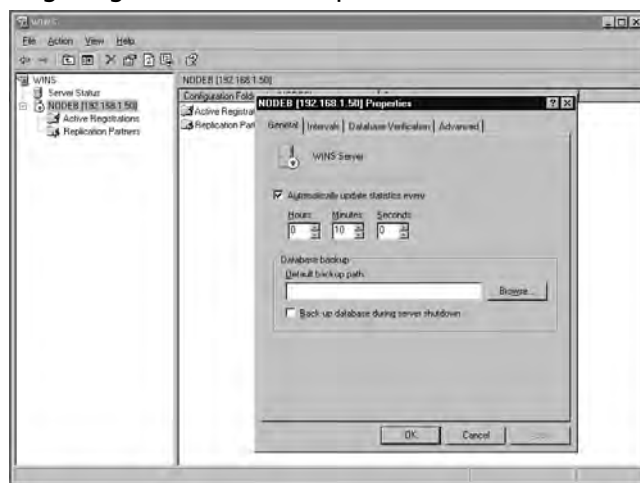 WINS
File Action View Help
WINS
Server Status
NODEB [192.168.1.50]
Active Registrations
Replication Partners
NODEB [192.168.1.50]
Configuration Fold
Active Registrat
Replication Part
NODEB [192.168.1.50] Properties
General Intervals Database Verification Advanced
WINS Server
Automatically update statistics every
Hours Minutes Seconds
0 10 0
Database backup
Default backup path:
Browse...
Back up database during server shutdown
OK Cancel